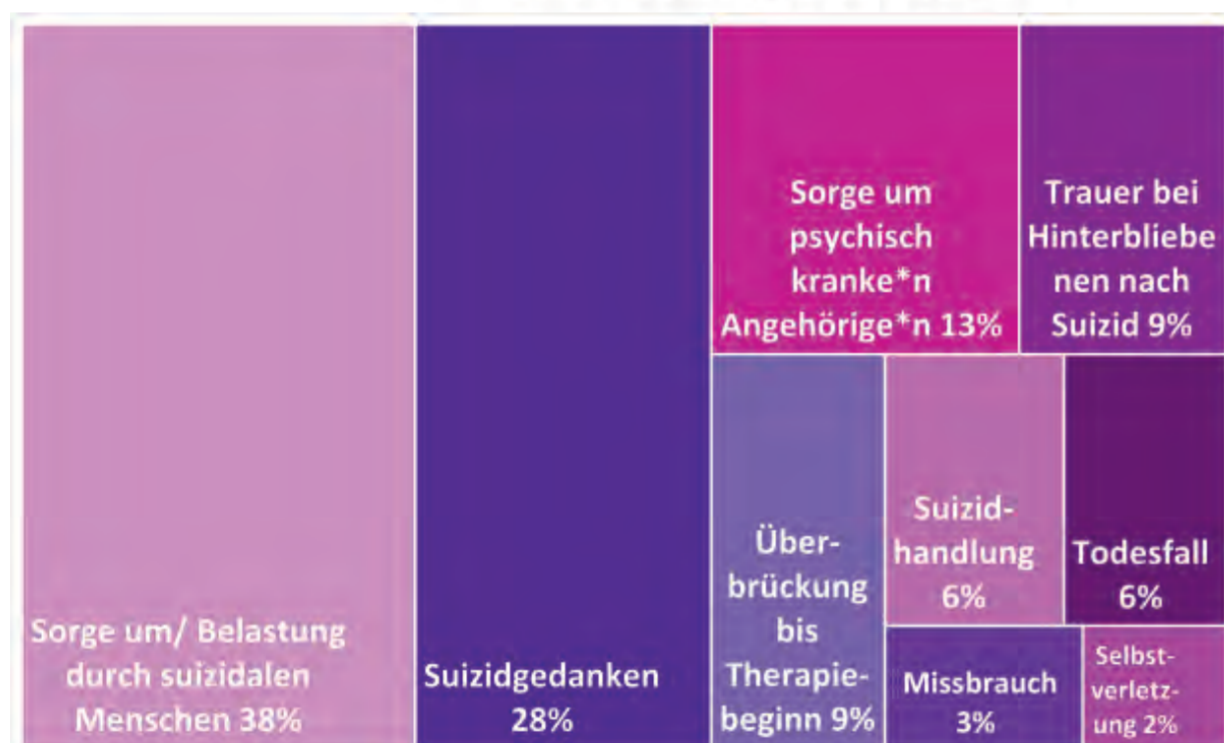 Sorge um/ Belastung
durch suizidalen
Menschen 38%
Suizidgedanken
28%
Sorge um
psychisch
kranke*n
Angehörige*n 13%
Trauer bei
Hinterbliebe
nen nach
Suizid 9%
Über-
brückung
bis
Therapie-
beginn 9%
Suizid-
handlung
6%
Todesfall
6%
Missbrauch
3%
Selbst-
verletz-
ung 2%